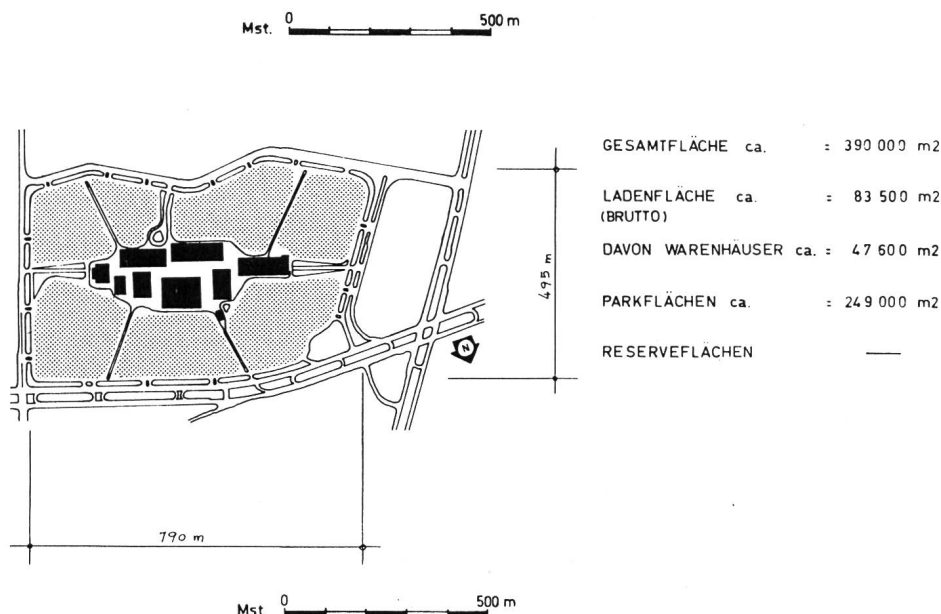 Mst. 0 500 m
GESAMTFLÄCHE ca. : 390 000 m2
LADENFLÄCHE ca. : 83 500 m2
(BRUTTO)
DAVON WARENHÄUSER ca. : 47 600 m2
PARKFLÄCHEN ca. : 249 000 m2
RESERVEFLÄCHEN —
495 m
N
790 m
Mst. 0 500 m